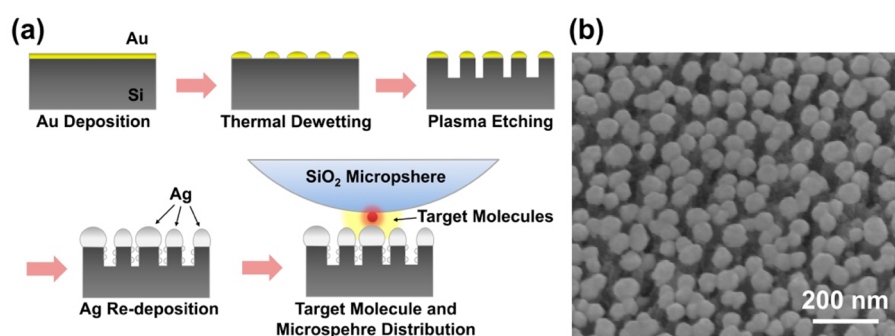 (a)
Au
Si
Au Deposition
Thermal Dewetting
Plasma Etching
Ag
Ag Re-deposition
SiO₂ Micropshere
Target Molecules
Target Molecule and
Microspehre Distribution
(b)
200 nm